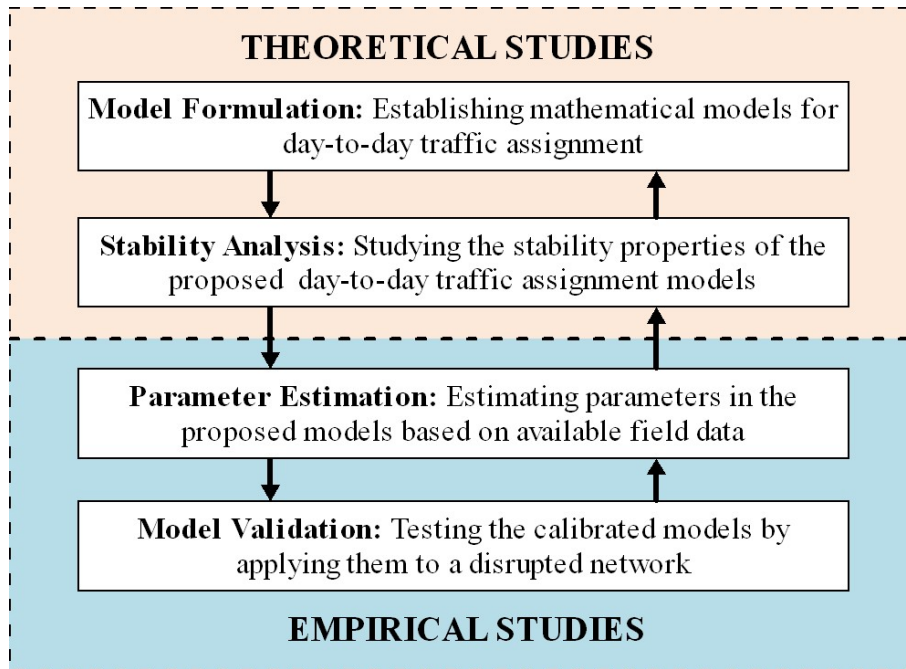 THEORETICAL STUDIES
Model Formulation: Establishing mathematical models for
day-to-day traffic assignment
Stability Analysis: Studying the stability properties of the
proposed day-to-day traffic assignment models
Parameter Estimation: Estimating parameters in the
proposed models based on available field data
Model Validation: Testing the calibrated models by
applying them to a disrupted network
EMPIRICAL STUDIES